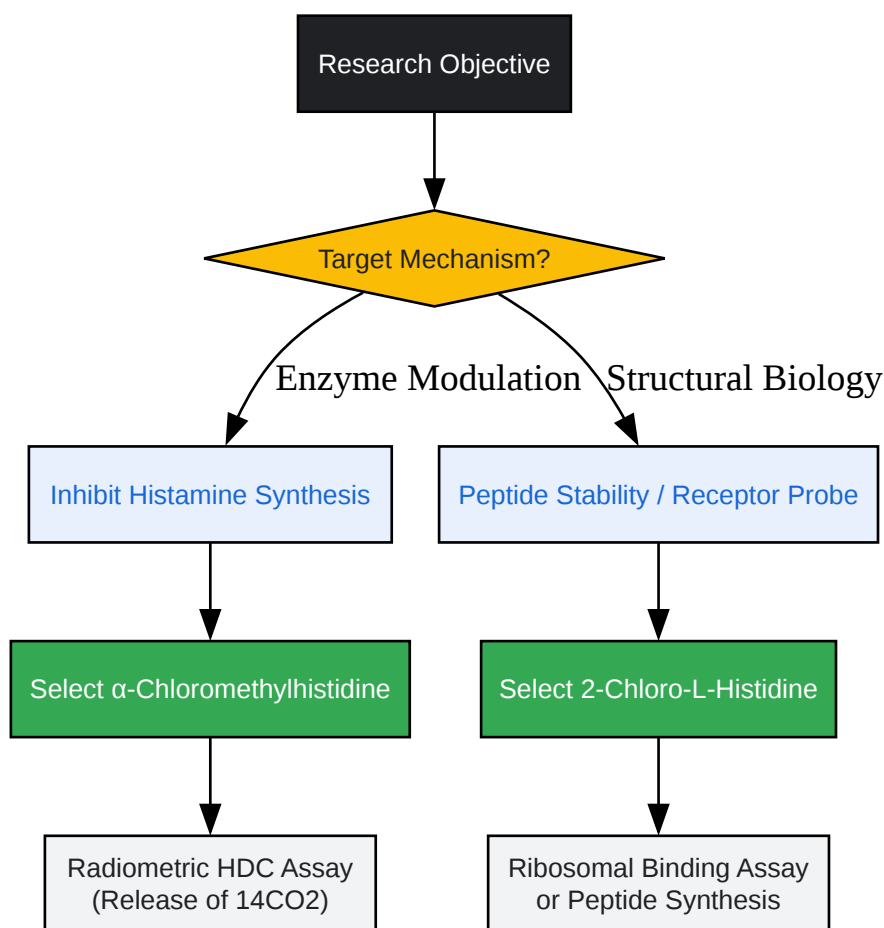 Research Objective
Target Mechanism?
Enzyme Modulation
Structural Biology
Inhibit Histamine Synthesis
Peptide Stability / Receptor Probe
Select α-Chloromethylhistidine
Select 2-Chloro-L-Histidine
Radiometric HDC Assay
(Release of 14CO2)
Ribosomal Binding Assay
or Peptide Synthesis